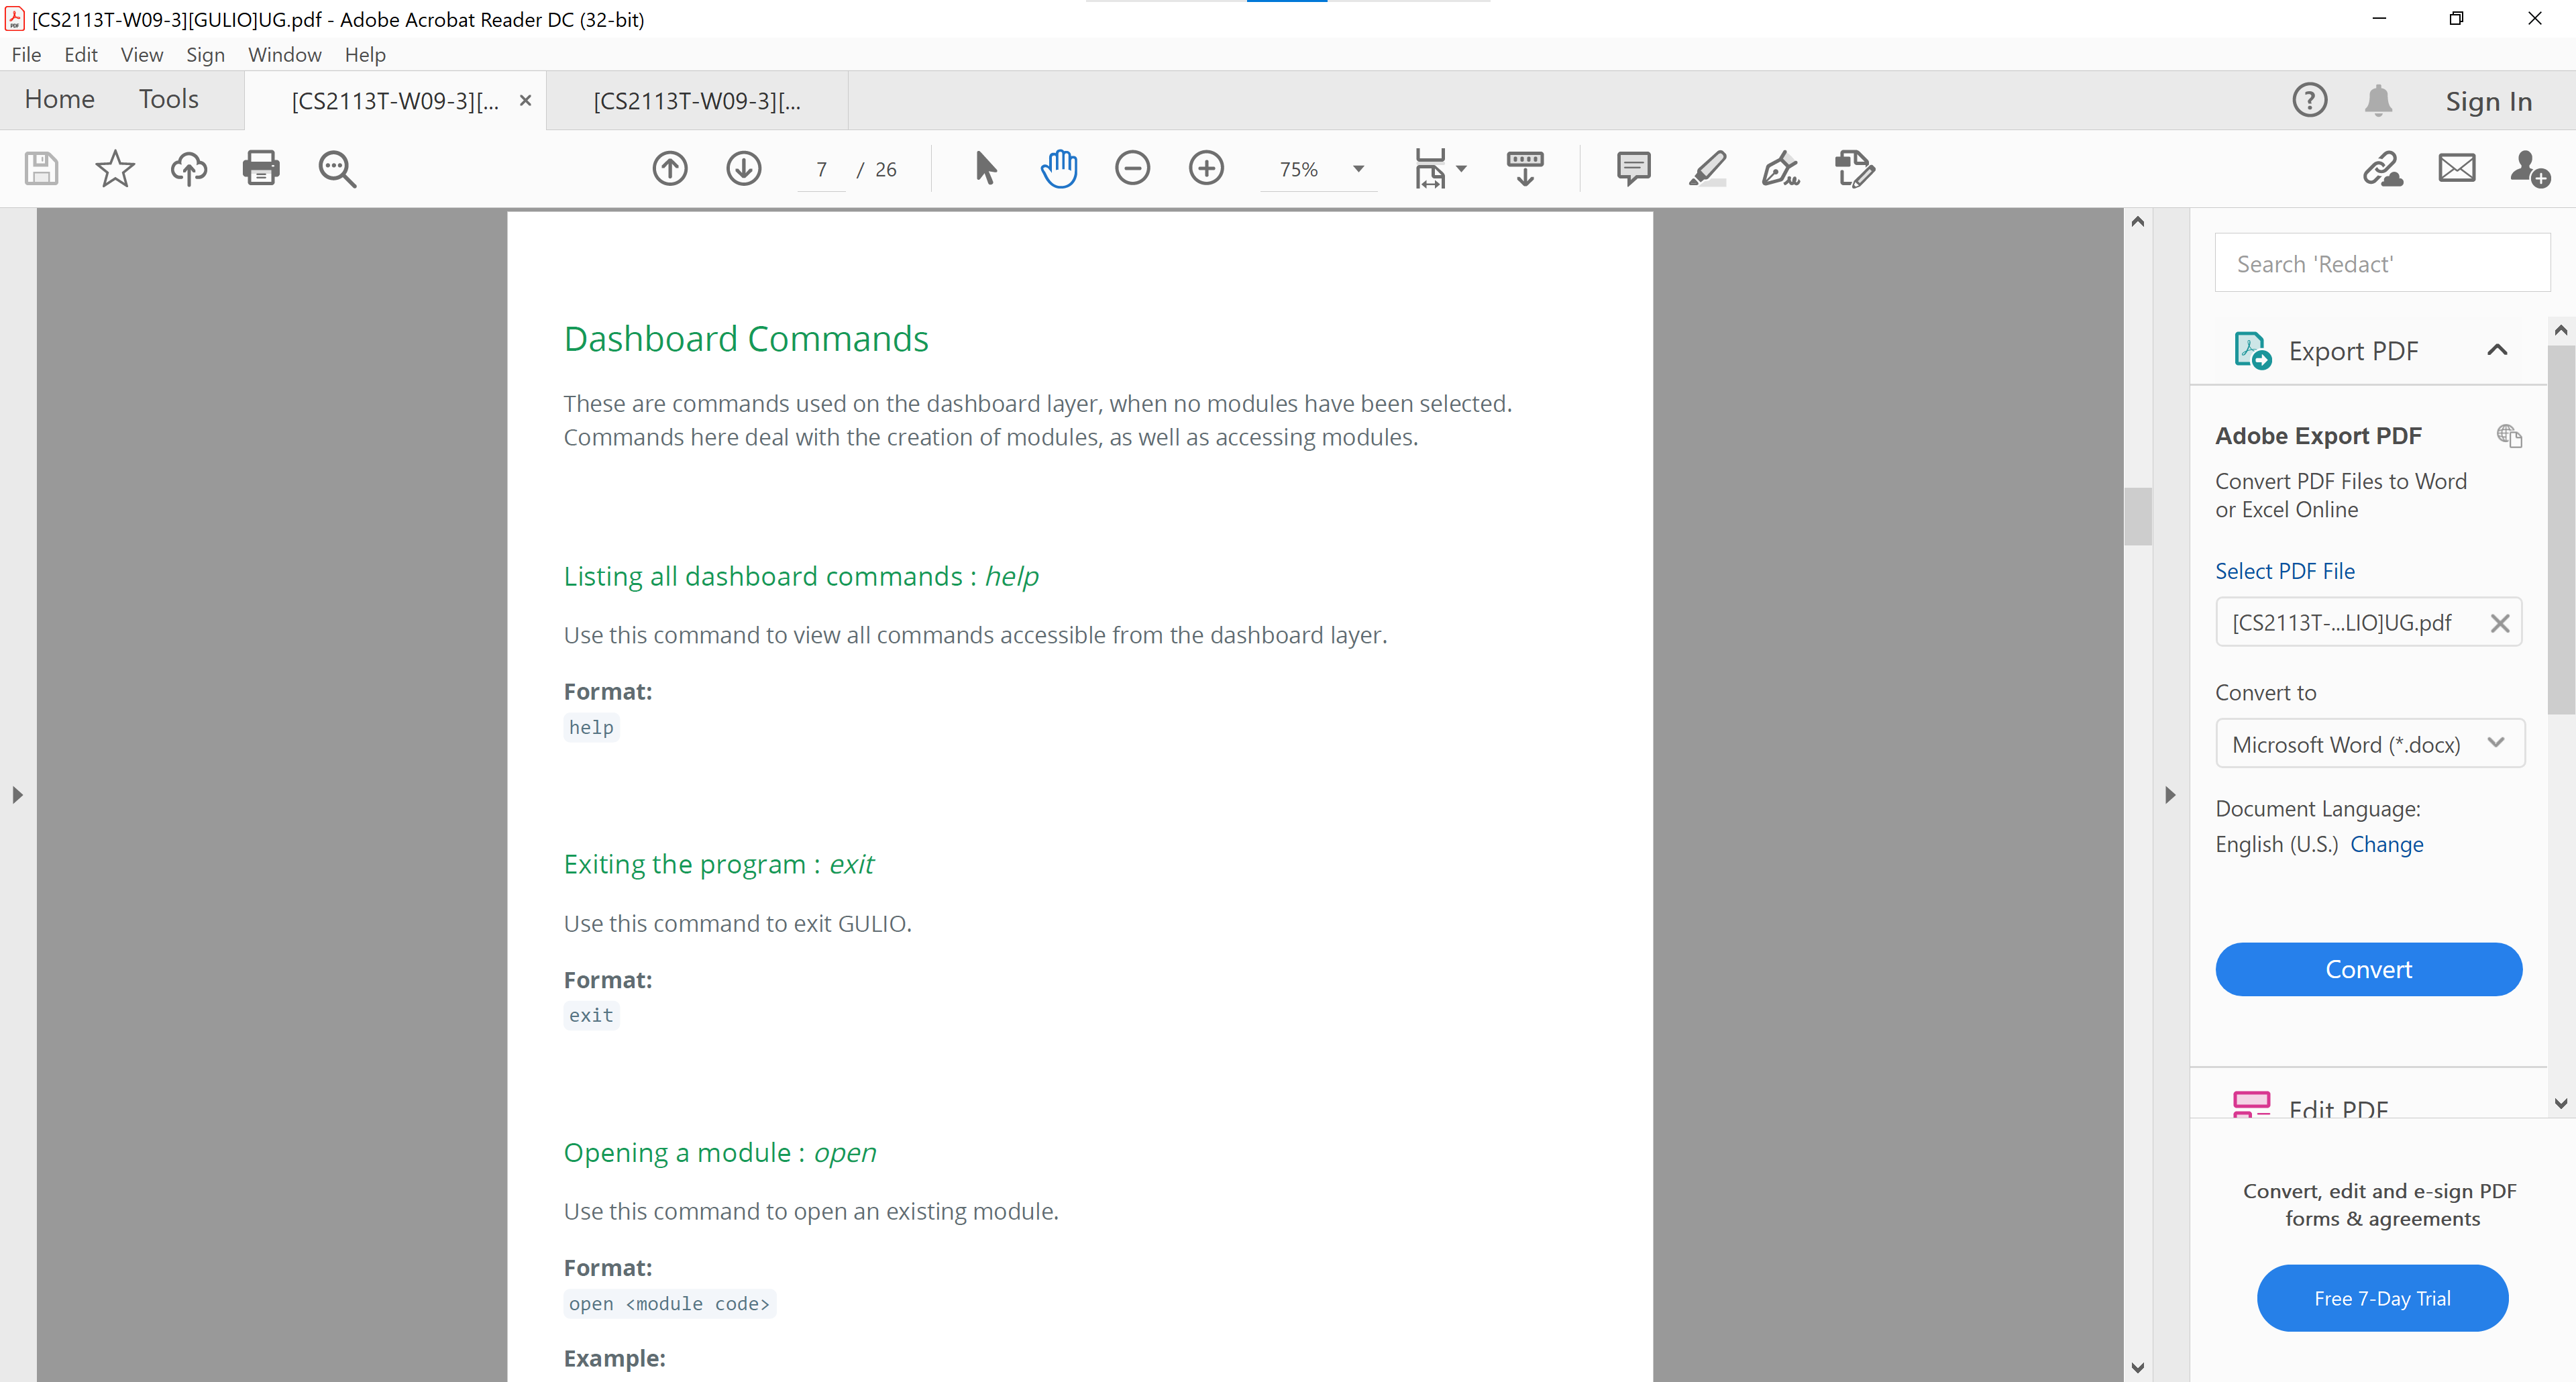 [CS2113T-W09-3][GULIO]UG.pdf - Adobe Acrobat Reader DC (32-bit)
File Edit View Sign Window Help
Home Tools [CS2113T-W09-3][... [CS2113T-W09-3][... Sign In
7 / 26 75%
Dashboard Commands
These are commands used on the dashboard layer, when no modules have been selected.
Commands here deal with the creation of modules, as well as accessing modules.
Listing all dashboard commands : help
Use this command to view all commands accessible from the dashboard layer.
Format:
help
Exiting the program : exit
Use this command to exit GULIO.
Format:
exit
Opening a module : open
Use this command to open an existing module.
Format:
open <module code>
Example:
Search 'Redact'
Export PDF
Adobe Export PDF
Convert PDF Files to Word
or Excel Online
Select PDF File
[CS2113T-...LIO]UG.pdf
Convert to
Microsoft Word (*.docx)
Document Language:
English (U.S.) Change
Convert
Edit PDF
Convert, edit and e-sign PDF
forms & agreements
Free 7-Day Trial